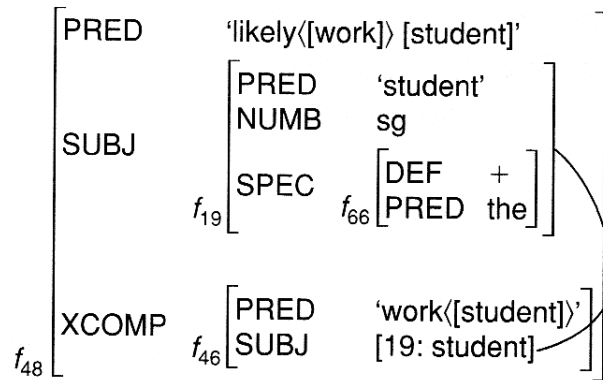 PRED ‘likely⟨[work]⟩ [student]’
PRED ‘student’
NUMB sg
SUBJ
DEF +
SPEC
f19 f66 PRED the
PRED ‘work⟨[student]⟩’
XCOMP
f48 f46 SUBJ [19: student]